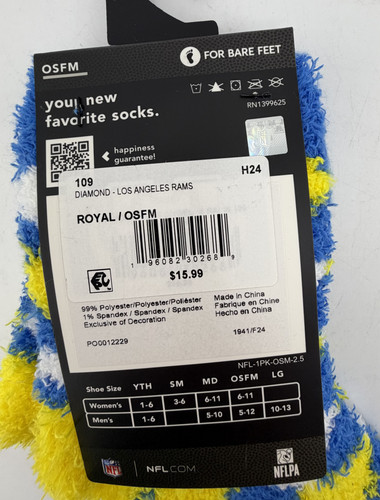 OSFM
FOR BARE FEET
RN1399625
your new
favorite socks.
happiness
guarantee!
109
H24
DIAMOND - LOS ANGELES RAMS
ROYAL / OSFM
1 96082 30268 9
$15.99
99% Polyester/Polyester/Poliéster
1% Spandex / Spandex / Spandex
Exclusive of Decoration
Made in China
Fabrique en Chine
Hecho en China
PO0012229
1941/F24
NFL-1PK-OSM-2.5
Shoe Size YTH SM MD OSFM LG
Women's 1-6 3-6 6-11 6-11
Men's 1-6 5-10 5-12 10-13
NFL
NFL.COM
NFLPA